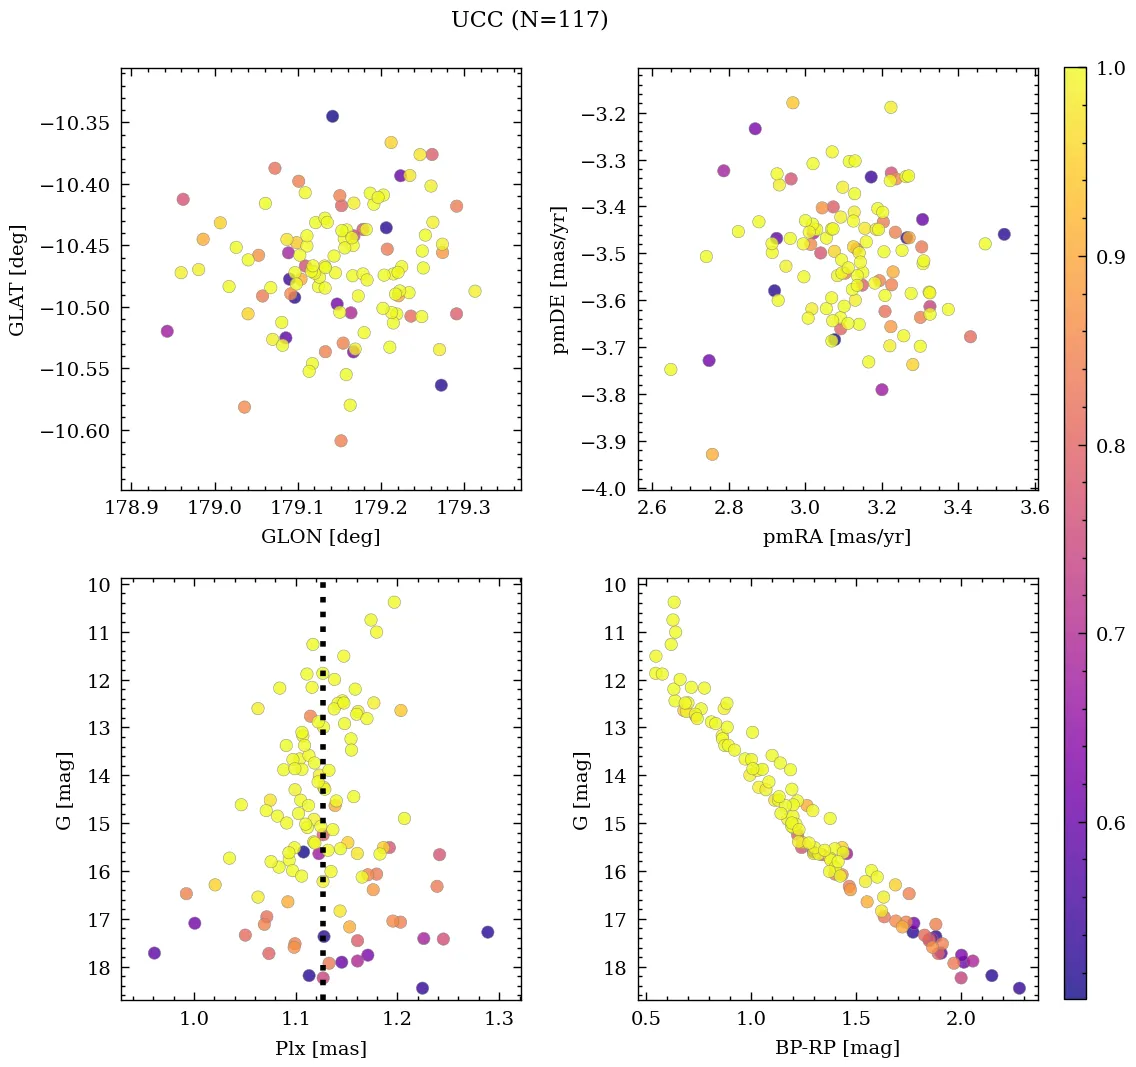 UCC (N=117)
−10.35
−10.40
−10.45
−10.50
−10.55
−10.60
GLAT [deg]
178.9 179.0 179.1 179.2 179.3
GLON [deg]
−3.2
−3.3
−3.4
−3.5
−3.6
−3.7
−3.8
−3.9
−4.0
pmDE [mas/yr]
2.6 2.8 3.0 3.2 3.4 3.6
pmRA [mas/yr]
10
11
12
13
14
15
16
17
18
G [mag]
1.0 1.1 1.2 1.3
Plx [mas]
10
11
12
13
14
15
16
17
18
G [mag]
0.5 1.0 1.5 2.0
BP-RP [mag]
1.0
0.9
0.8
0.7
0.6